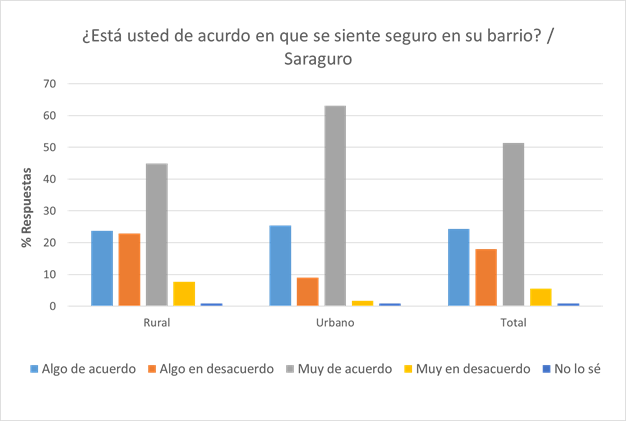 ¿Está usted de acurdo en que se siente seguro en su barrio? /
Saraguro
% Respuestas
70
60
50
40
30
20
10
0
Rural Urbano Total
Algo de acuerdo Algo en desacuerdo Muy de acuerdo Muy en desacuerdo No lo sé